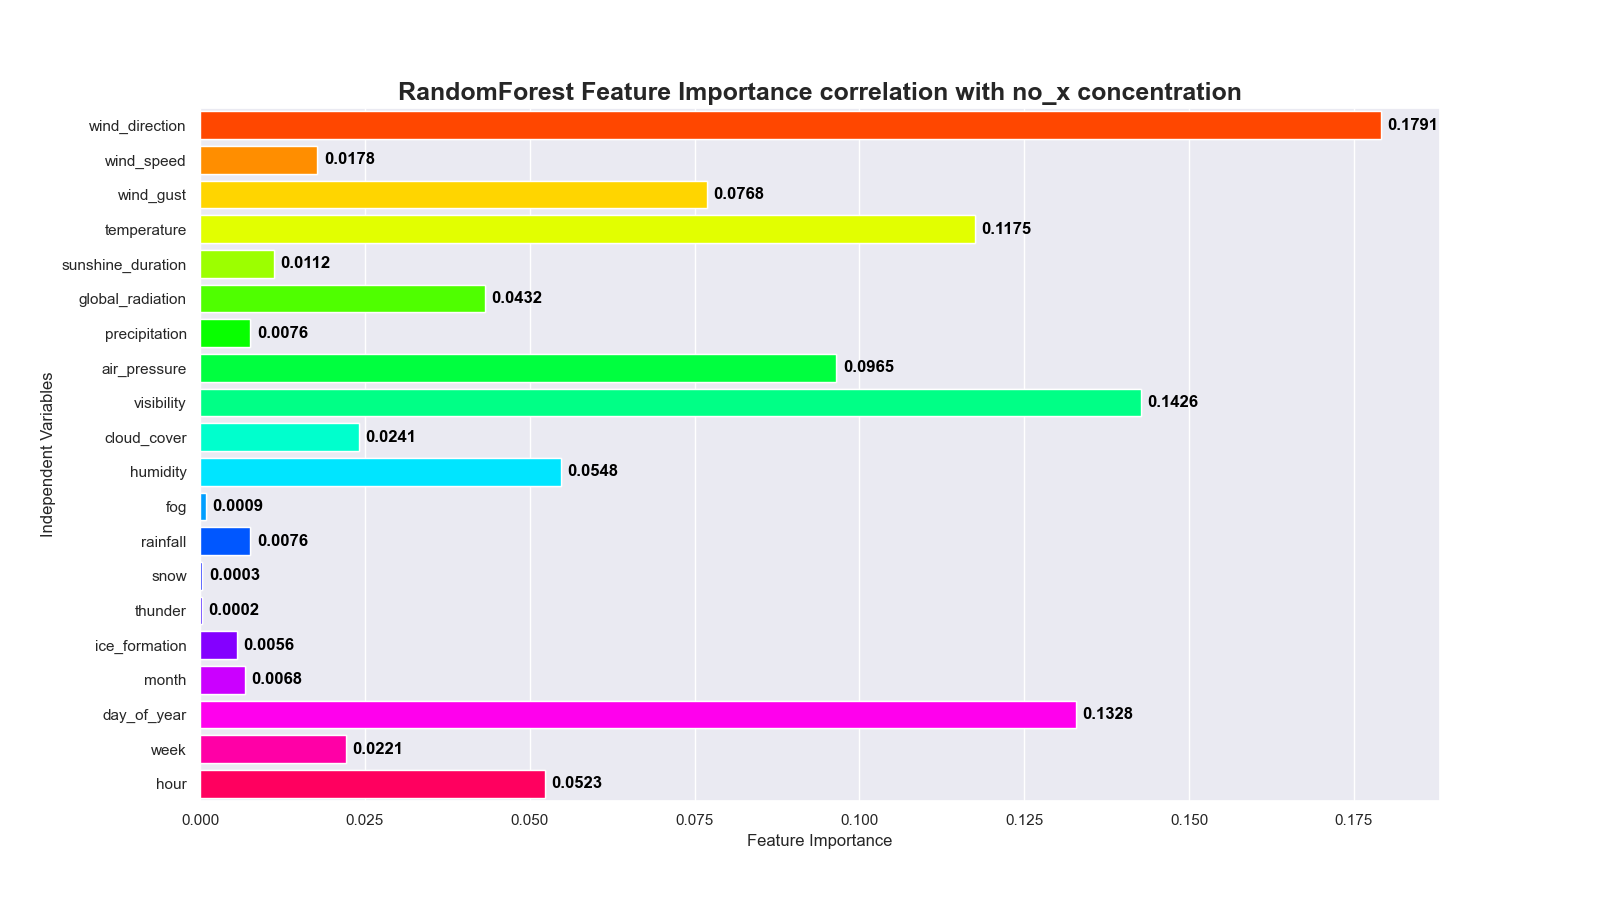 RandomForest Feature Importance correlation with no_x concentration
wind_direction 0.1791
wind_speed 0.0178
wind_gust 0.0768
temperature 0.1175
sunshine_duration 0.0112
global_radiation 0.0432
precipitation 0.0076
air_pressure 0.0965
visibility 0.1426
cloud_cover 0.0241
humidity 0.0548
fog 0.0009
rainfall 0.0076
snow 0.0003
thunder 0.0002
ice_formation 0.0056
month 0.0068
day_of_year 0.1328
week 0.0221
hour 0.0523
Independent Variables
0.000 0.025 0.050 0.075 0.100 0.125 0.150 0.175
Feature Importance